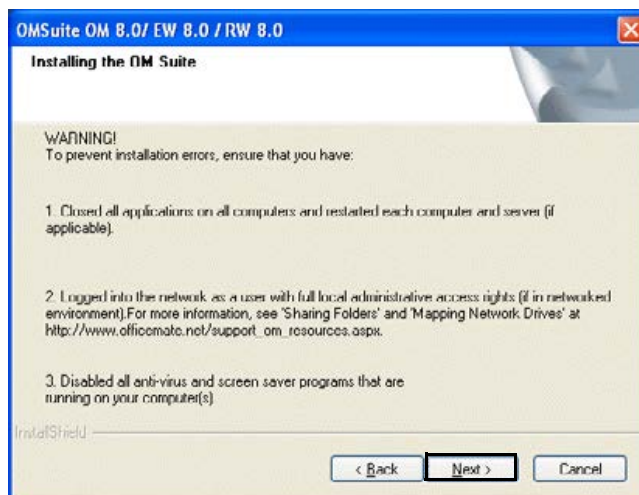 OMSuite OM 8.0/ EW 8.0 / RW 8.0
Installing the OM Suite
WARNING!
To prevent installation errors, ensure that you have:
1. Closed all applications on all computers and restarted each computer and server (if
applicable).
2. Logged into the network as a user with full local administrative access rights (if in networked
environment).For more information, see 'Sharing Folders' and 'Mapping Network Drives' at
http://www.officemate.net/support_om_resources.aspx.
3. Disabled all anti-virus and screen saver programs that are
running on your computer(s)
InstallShield
< Back
Next >
Cancel